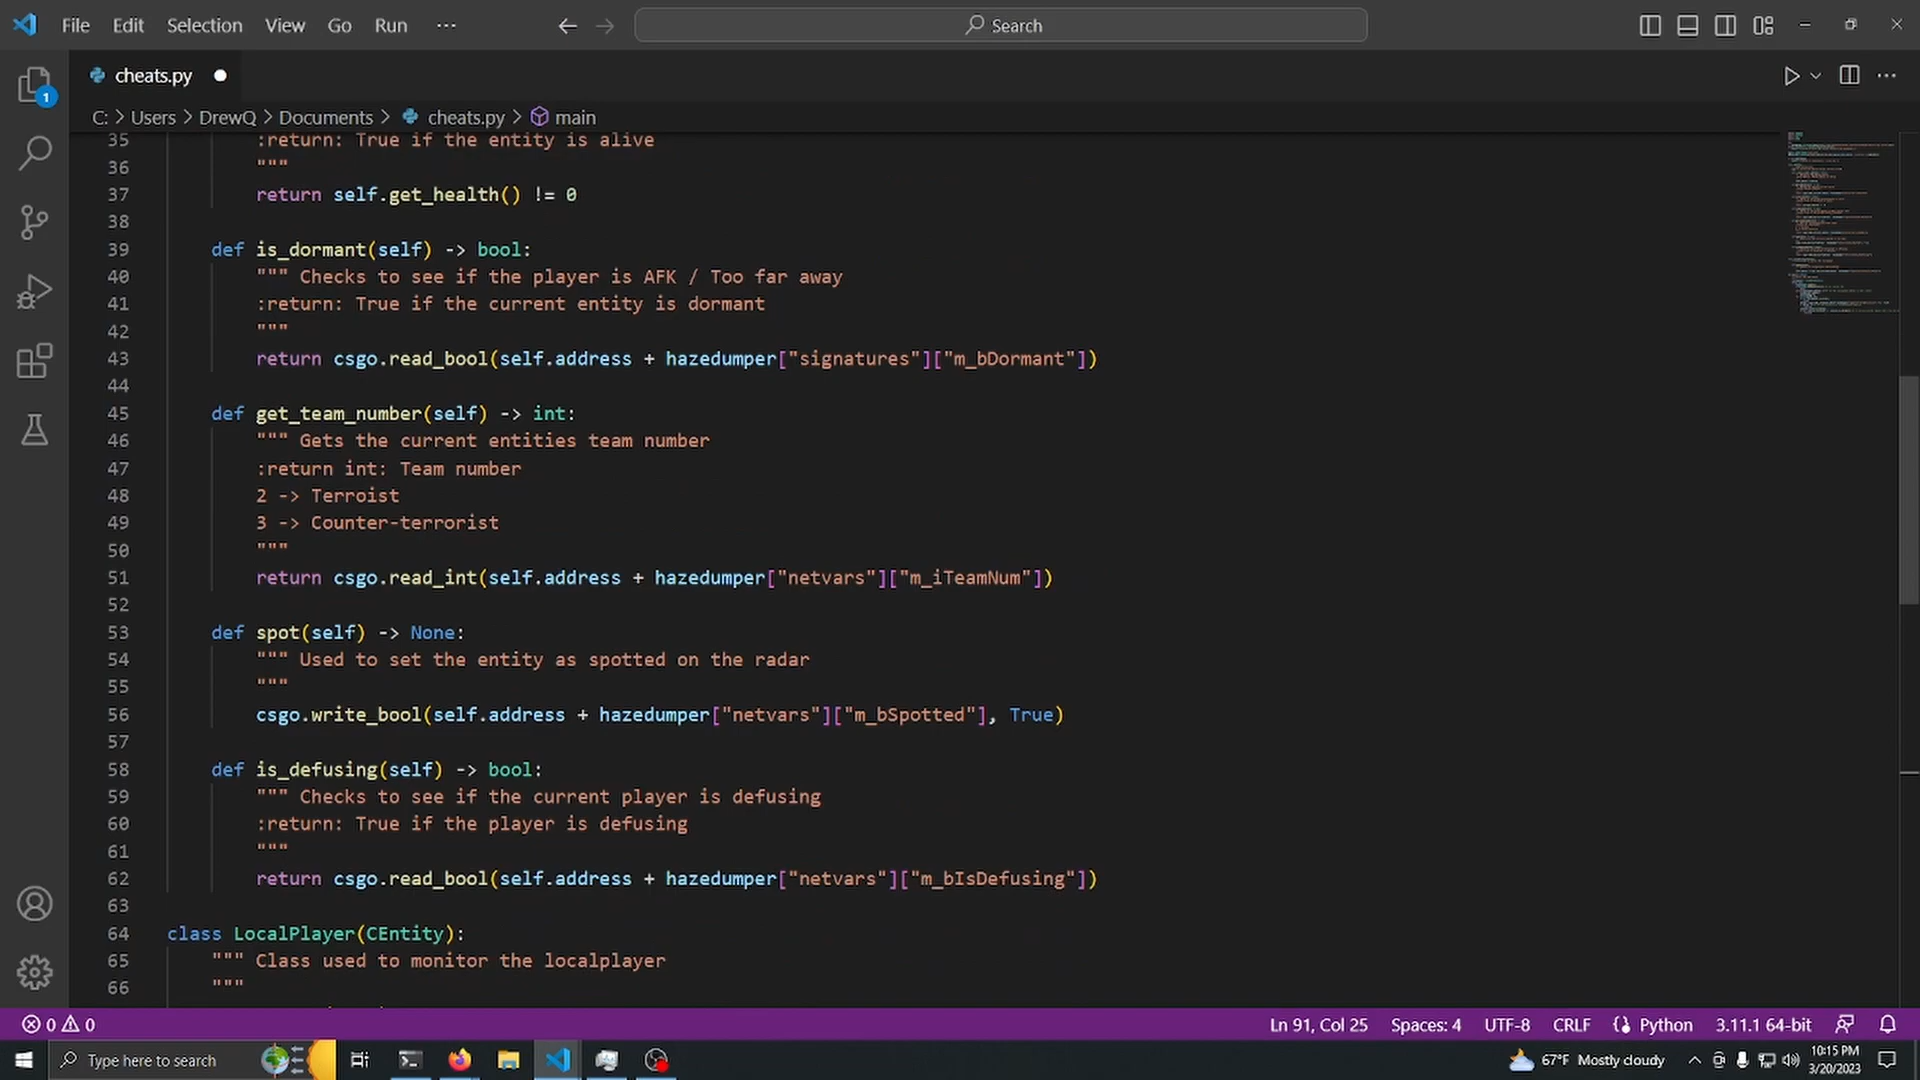 File Edit Selection View Go Run ··· Search
cheats.py
C: > Users > DrewQ > Documents > cheats.py > main
35 :return: True if the entity is alive
36 """
37 return self.get_health() != 0
38
39 def is_dormant(self) -> bool:
40 """ Checks to see if the player is AFK / Too far away
41 :return: True if the current entity is dormant
42 """
43 return csgo.read_bool(self.address + hazedumper["signatures"]["m_bDormant"])
44
45 def get_team_number(self) -> int:
46 """ Gets the current entities team number
47 :return int: Team number
48 2 -> Terroist
49 3 -> Counter-terrorist
50 """
51 return csgo.read_int(self.address + hazedumper["netvars"]["m_iTeamNum"])
52
53 def spot(self) -> None:
54 """ Used to set the entity as spotted on the radar
55 """
56 csgo.write_bool(self.address + hazedumper["netvars"]["m_bSpotted"], True)
57
58 def is_defusing(self) -> bool:
59 """ Checks to see if the current player is defusing
60 :return: True if the player is defusing
61 """
62 return csgo.read_bool(self.address + hazedumper["netvars"]["m_bIsDefusing"])
63
64 class LocalPlayer(CEntity):
65 """ Class used to monitor the localplayer
66 """
1
0 0 Ln 91, Col 25 Spaces: 4 UTF-8 CRLF Python 3.11.1 64-bit
Type here to search 67°F Mostly cloudy 10:15 PM
3/20/2023